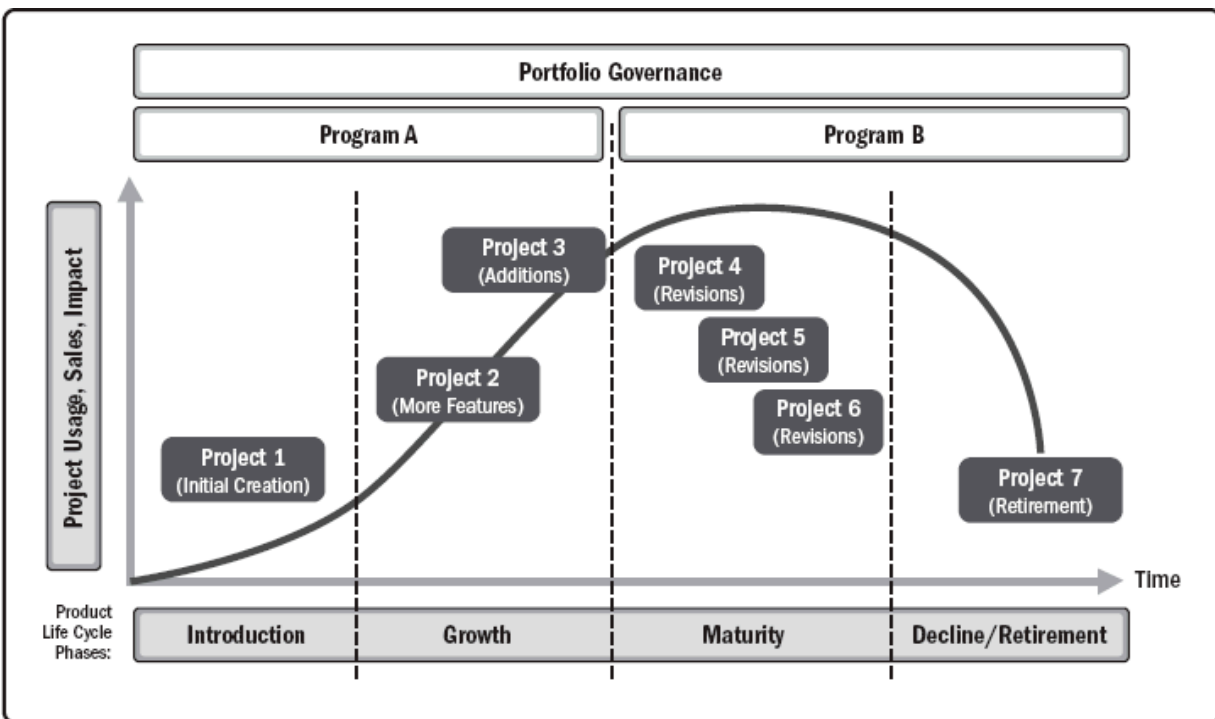 Portfolio Governance
Program A
Program B
Project Usage, Sales, Impact
Project 3
(Additions)
Project 4
(Revisions)
Project 5
(Revisions)
Project 2
(More Features)
Project 6
(Revisions)
Project 1
(Initial Creation)
Project 7
(Retirement)
Time
Product
Life Cycle
Phases:
Introduction
Growth
Maturity
Decline/Retirement